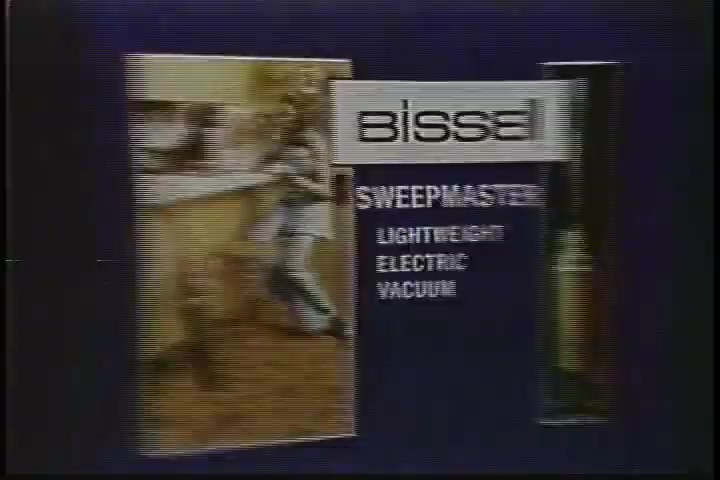 BISSELL
SWEEPMASTER
LIGHTWEIGHT
ELECTRIC
VACUUM